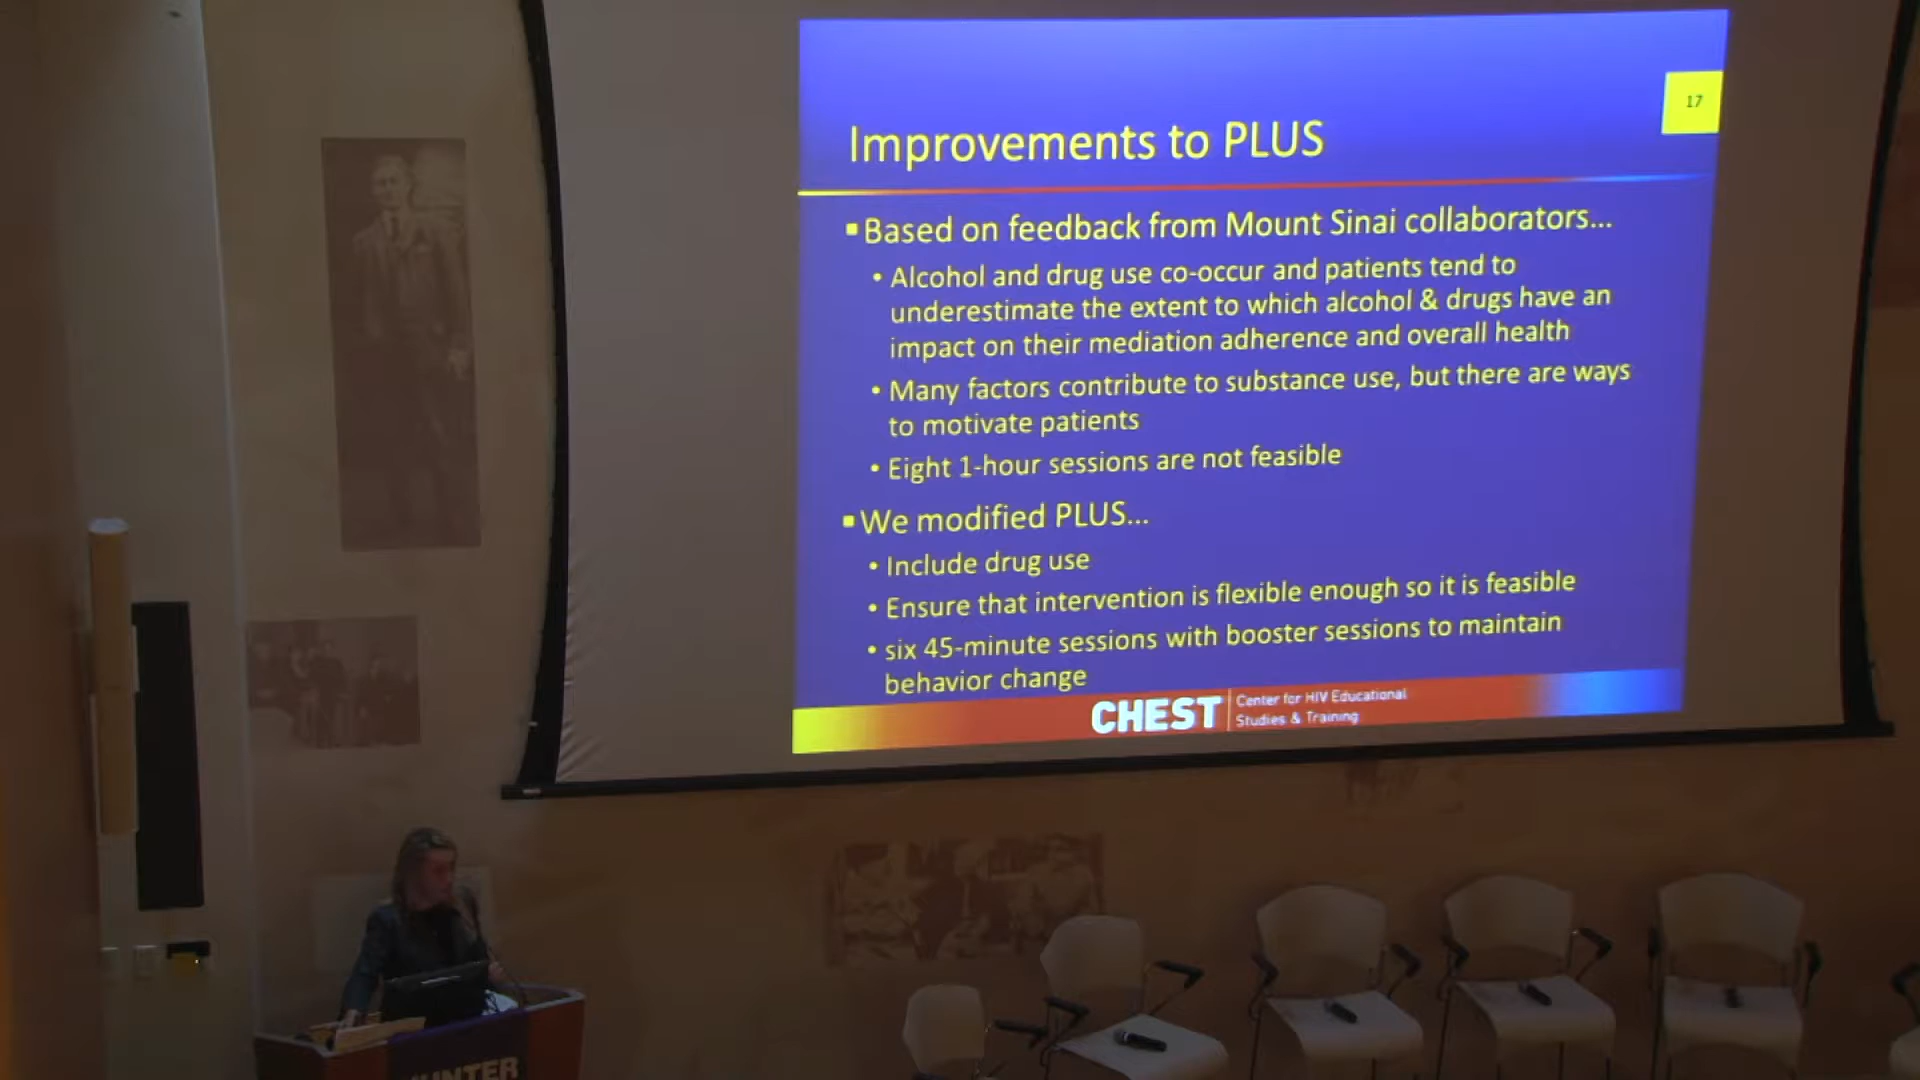 17
Improvements to PLUS
▪ Based on feedback from Mount Sinai collaborators...
• Alcohol and drug use co-occur and patients tend to
underestimate the extent to which alcohol & drugs have an
impact on their mediation adherence and overall health
• Many factors contribute to substance use, but there are ways
to motivate patients
• Eight 1-hour sessions are not feasible
▪ We modified PLUS...
• Include drug use
• Ensure that intervention is flexible enough so it is feasible
• six 45-minute sessions with booster sessions to maintain
behavior change
CHEST
Center for HIV Educational
Studies & Training
HUNTER